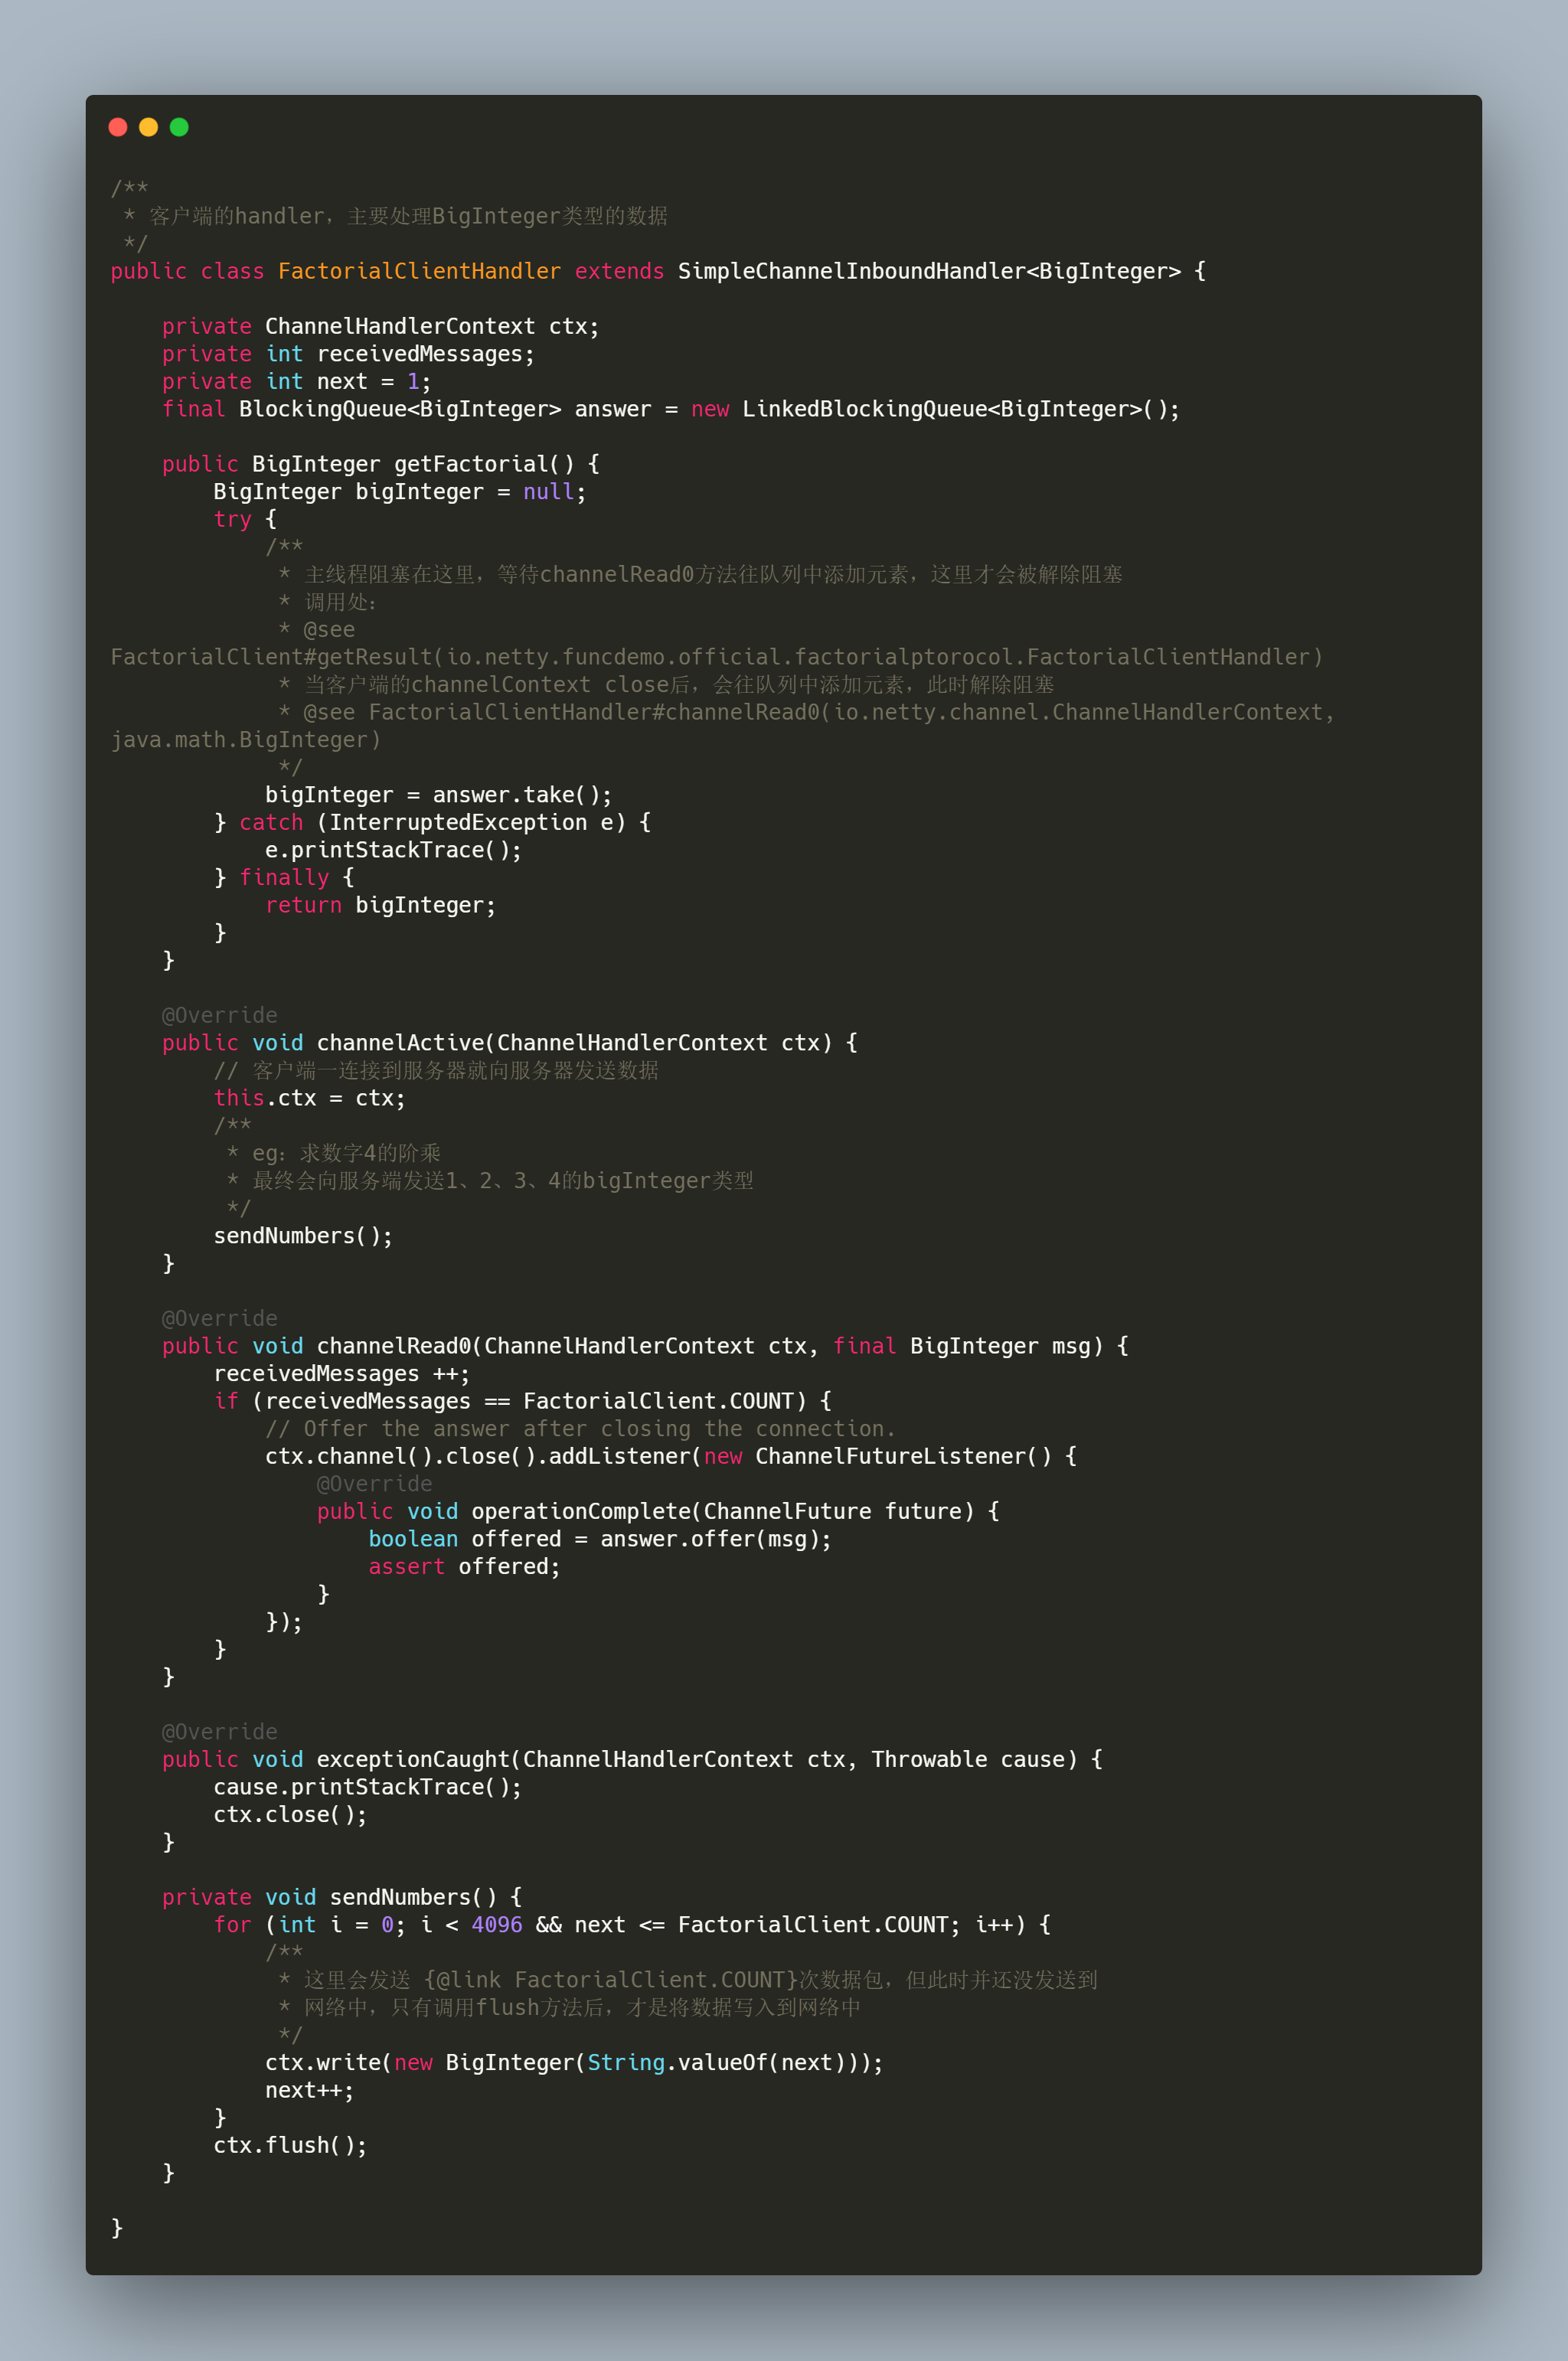 /**
 * 客户端的handler，主要处理BigInteger类型的数据
 */
public class FactorialClientHandler extends SimpleChannelInboundHandler<BigInteger> {

    private ChannelHandlerContext ctx;
    private int receivedMessages;
    private int next = 1;
    final BlockingQueue<BigInteger> answer = new LinkedBlockingQueue<BigInteger>();

    public BigInteger getFactorial() {
        BigInteger bigInteger = null;
        try {
            /**
             * 主线程阻塞在这里，等待channelRead0方法往队列中添加元素，这里才会被解除阻塞
             * 调用处：
             * @see
FactorialClient#getResult(io.netty.funcdemo.official.factorialptorocol.FactorialClientHandler)
             * 当客户端的channelContext close后，会往队列中添加元素，此时解除阻塞
             * @see FactorialClientHandler#channelRead0(io.netty.channel.ChannelHandlerContext,
java.math.BigInteger)
             */
            bigInteger = answer.take();
        } catch (InterruptedException e) {
            e.printStackTrace();
        } finally {
            return bigInteger;
        }
    }

    @Override
    public void channelActive(ChannelHandlerContext ctx) {
        // 客户端一连接到服务器就向服务器发送数据
        this.ctx = ctx;
        /**
         * eg：求数字4的阶乘
         * 最终会向服务端发送1、2、3、4的bigInteger类型
         */
        sendNumbers();
    }

    @Override
    public void channelRead0(ChannelHandlerContext ctx, final BigInteger msg) {
        receivedMessages ++;
        if (receivedMessages == FactorialClient.COUNT) {
            // Offer the answer after closing the connection.
            ctx.channel().close().addListener(new ChannelFutureListener() {
                @Override
                public void operationComplete(ChannelFuture future) {
                    boolean offered = answer.offer(msg);
                    assert offered;
                }
            });
        }
    }

    @Override
    public void exceptionCaught(ChannelHandlerContext ctx, Throwable cause) {
        cause.printStackTrace();
        ctx.close();
    }

    private void sendNumbers() {
        for (int i = 0; i < 4096 && next <= FactorialClient.COUNT; i++) {
            /**
             * 这里会发送 {@link FactorialClient.COUNT}次数据包，但此时并还没发送到
             * 网络中，只有调用flush方法后，才是将数据写入到网络中
             */
            ctx.write(new BigInteger(String.valueOf(next)));
            next++;
        }
        ctx.flush();
    }

}